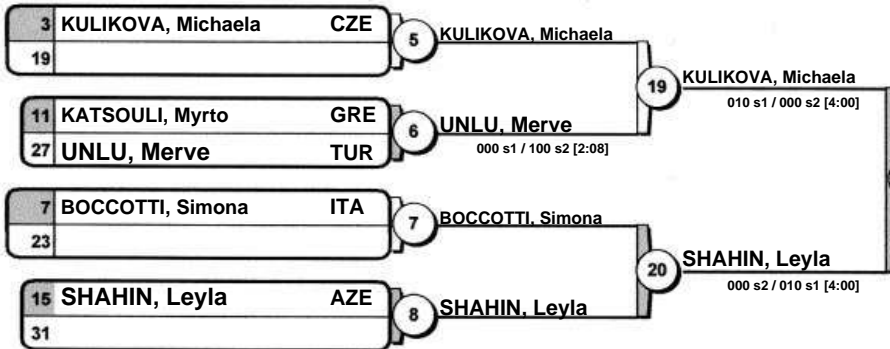 3 KULIKOVA, Michaela CZE
19
5
KULIKOVA, Michaela
11 KATSOULI, Myrto GRE
27 UNLU, Merve TUR
6
UNLU, Merve
000 s1 / 100 s2 [2:08]
19
KULIKOVA, Michaela
010 s1 / 000 s2 [4:00]
7 BOCCOTTI, Simona ITA
23
7
BOCCOTTI, Simona
15 SHAHIN, Leyla AZE
31
8
SHAHIN, Leyla
20
SHAHIN, Leyla
000 s2 / 010 s1 [4:00]